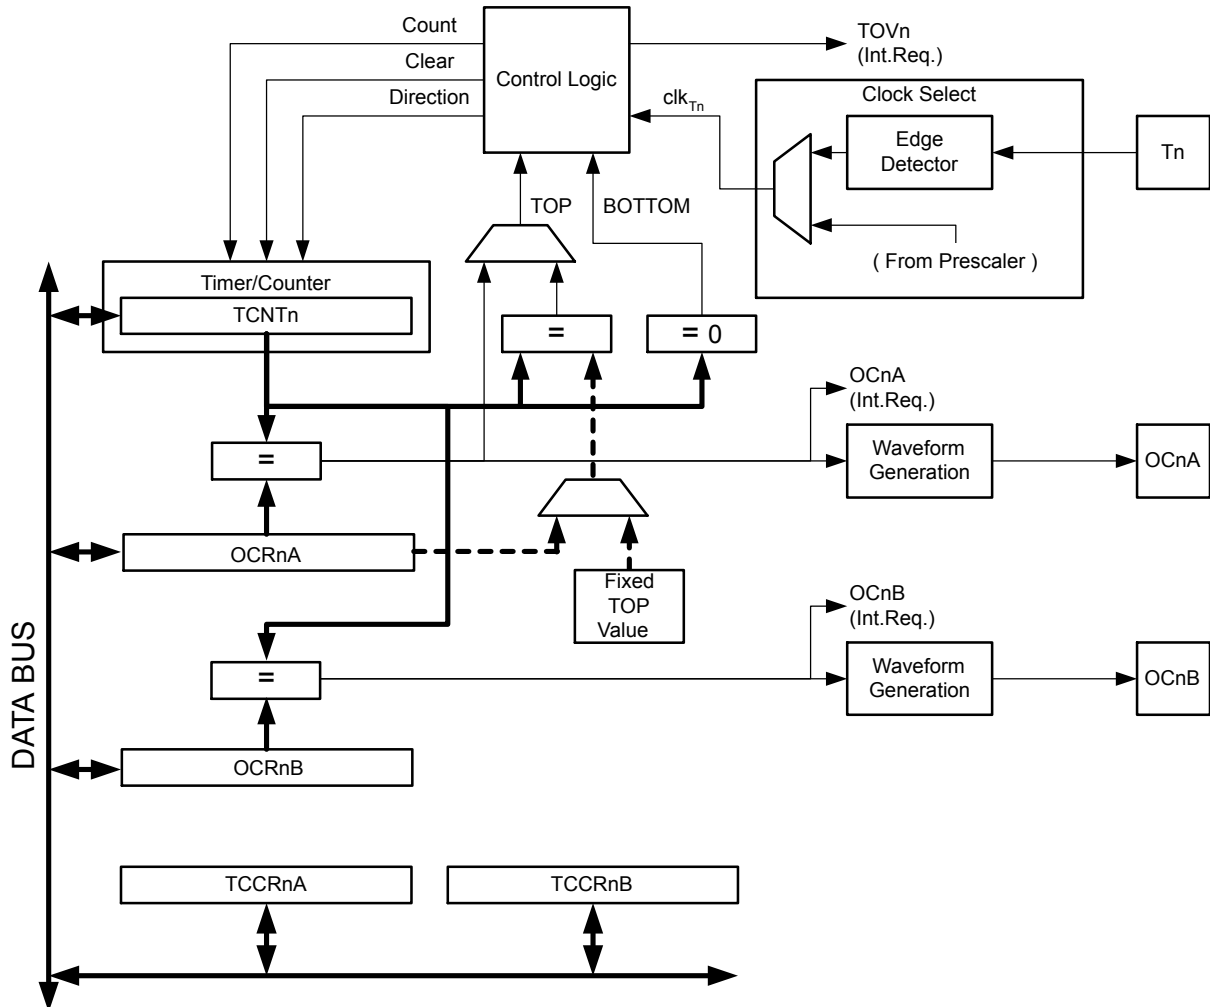 Count
Clear
Direction
Control Logic
TOVn
(Int.Req.)
clkTn
Clock Select
Edge
Detector
Tn
( From Prescaler )
TOP
BOTTOM
Timer/Counter
TCNTn
=
= 0
OCnA
(Int.Req.)
=
Waveform
Generation
OCnA
OCRnA
Fixed
TOP
Value
OCnB
(Int.Req.)
=
Waveform
Generation
OCnB
DATA BUS
OCRnB
TCCRnA
TCCRnB